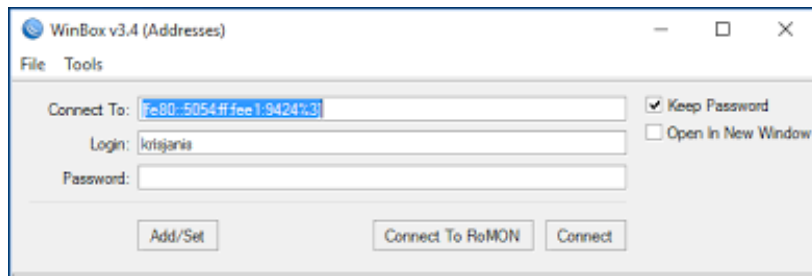 WinBox v3.4 (Addresses)
File Tools
Connect To: [fe80::5054:ff:fee1:9424%3]
Keep Password
Open In New Window
Login: krisjanis
Password:
Add/Set Connect To RoMON Connect